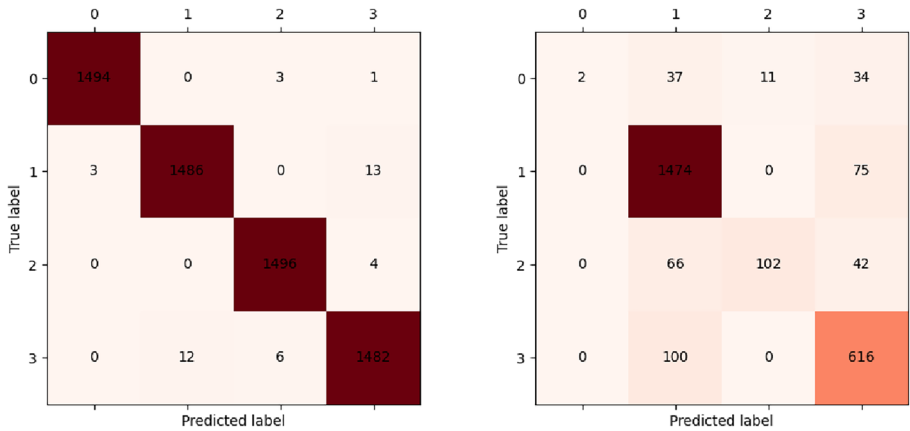 0 1 2 3
0 1494 0 3 1
1 3 1486 0 13
2 0 0 1496 4
3 0 12 6 1482
True label
Predicted label
0 1 2 3
0 2 37 11 34
1 0 1474 0 75
2 0 66 102 42
3 0 100 0 616
True label
Predicted label